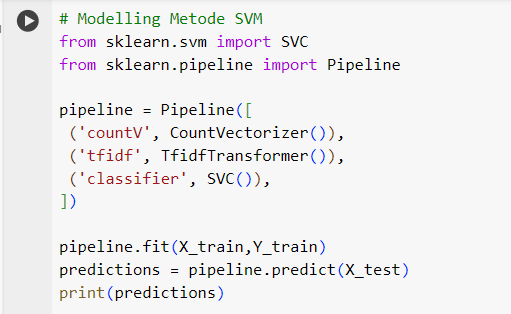 # Modelling Metode SVM
from sklearn.svm import SVC
from sklearn.pipeline import Pipeline
pipeline = Pipeline([
 ('countV', CountVectorizer()),
 ('tfidf', TfidfTransformer()),
 ('classifier', SVC()),
])
pipeline.fit(X_train,Y_train)
predictions = pipeline.predict(X_test)
print(predictions)